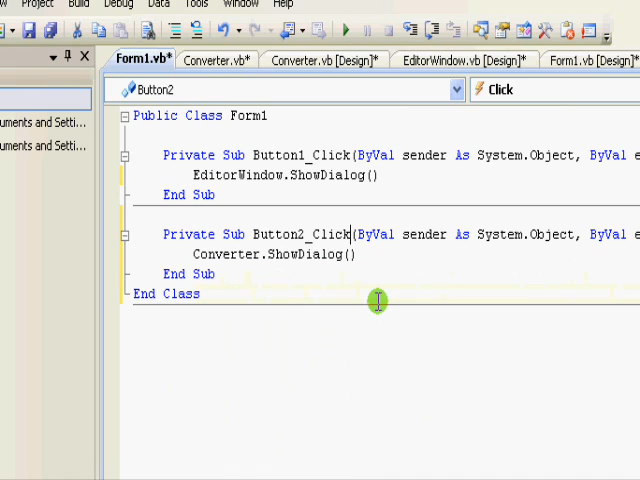 w Project Build Debug Data Tools Window Help
Form1.vb* Converter.vb* Converter.vb [Design]* EditorWindow.vb [Design]* Form1.vb [Design]*
Button2 Click
uments and Setti...
uments and Setti...
Public Class Form1
Private Sub Button1_Click(ByVal sender As System.Object, ByVal e
EditorWindow.ShowDialog()
End Sub
Private Sub Button2_Click(ByVal sender As System.Object, ByVal e
Converter.ShowDialog()
End Sub
End Class